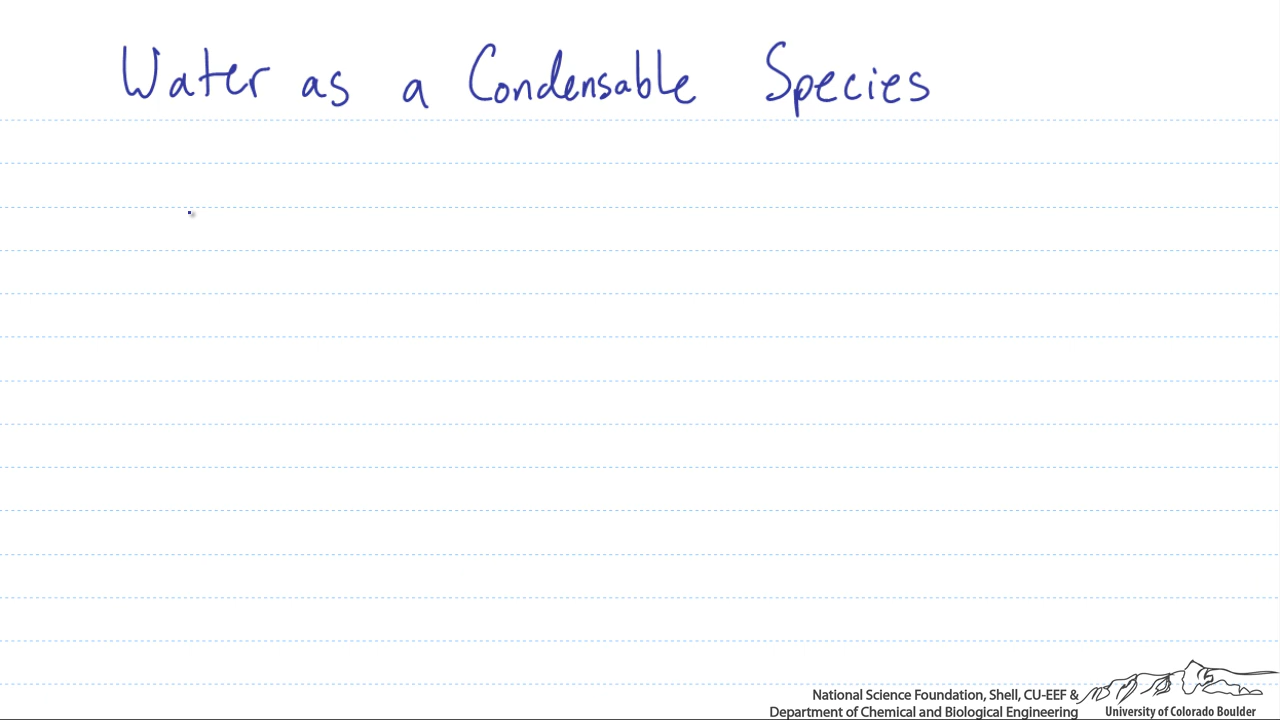 Water as a Condensable Species
National Science Foundation, Shell, CU-EEF &
Department of Chemical and Biological Engineering
University of Colorado Boulder